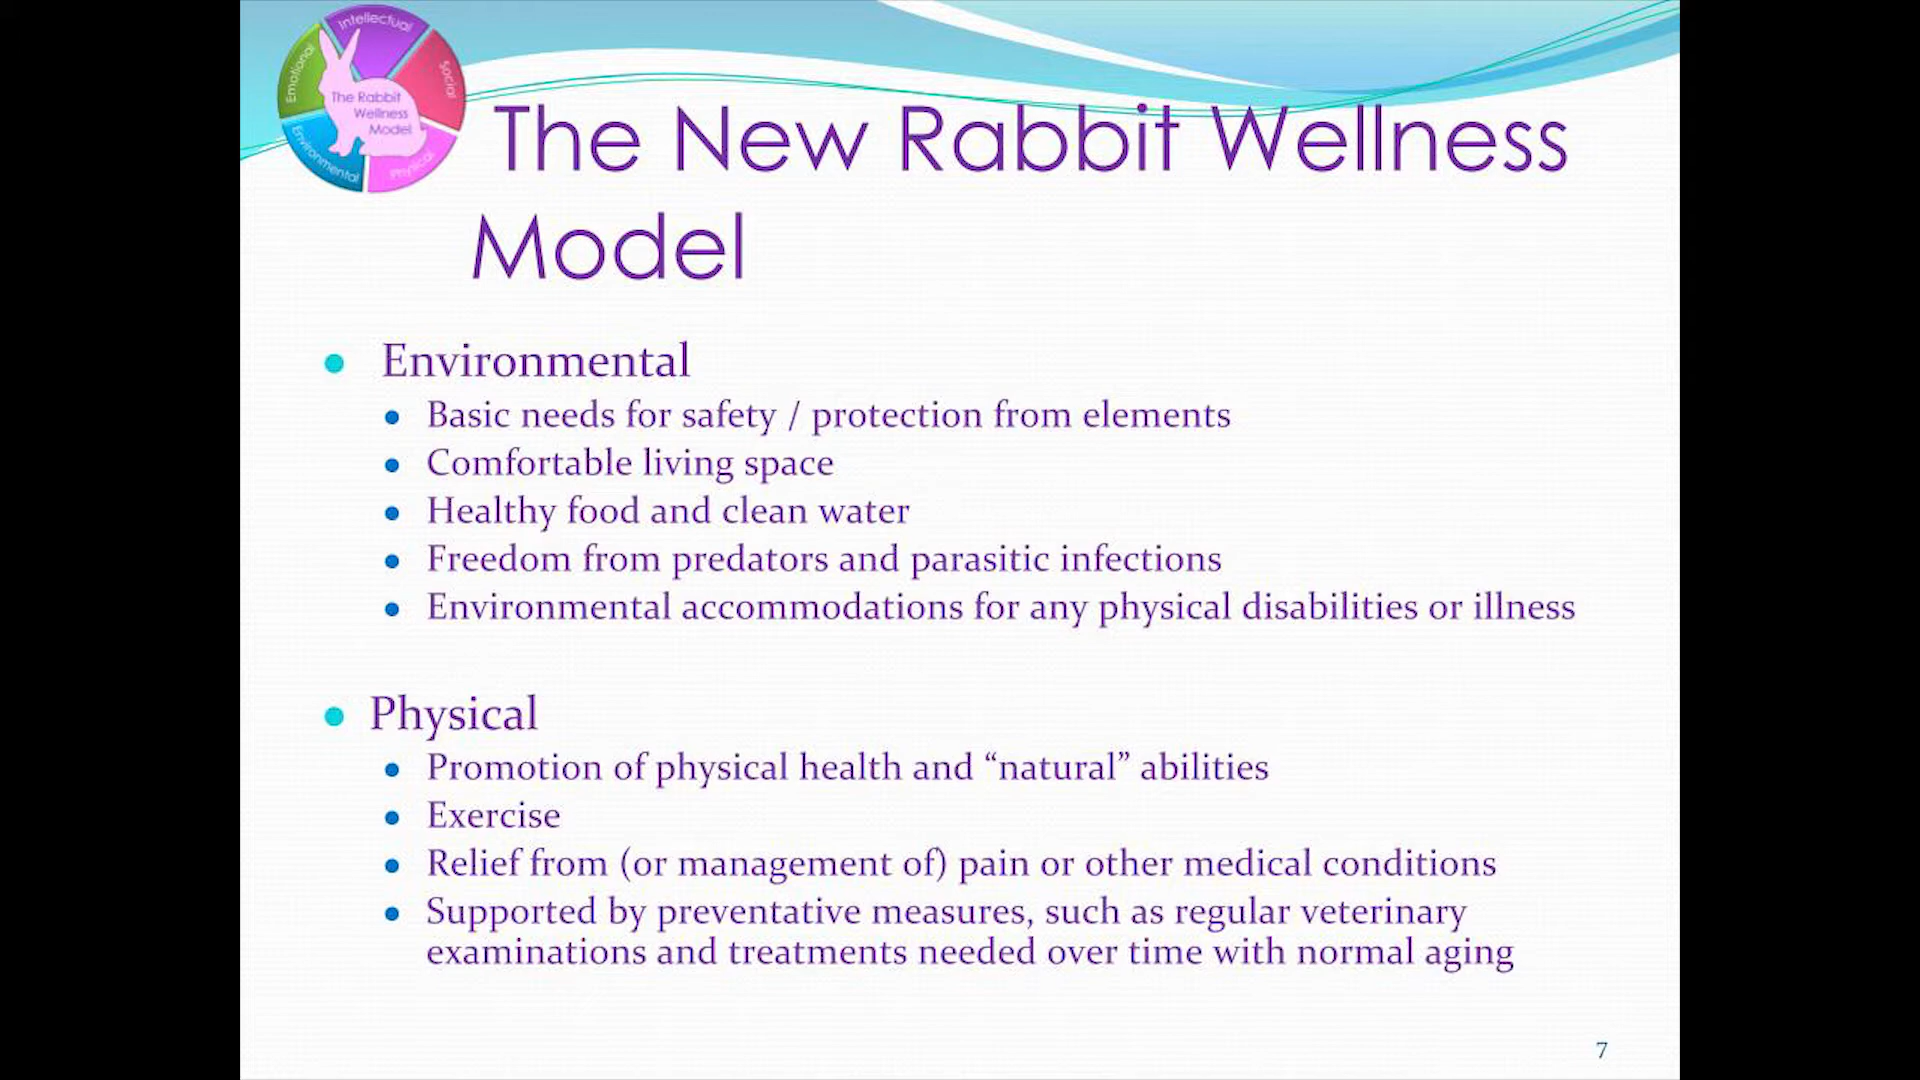 Intellectual
Emotional
Social
The Rabbit
Wellness
Model
Environmental
Physical
The New Rabbit Wellness
Model
Environmental
Basic needs for safety / protection from elements
Comfortable living space
Healthy food and clean water
Freedom from predators and parasitic infections
Environmental accommodations for any physical disabilities or illness
Physical
Promotion of physical health and “natural” abilities
Exercise
Relief from (or management of) pain or other medical conditions
Supported by preventative measures, such as regular veterinary
examinations and treatments needed over time with normal aging
7